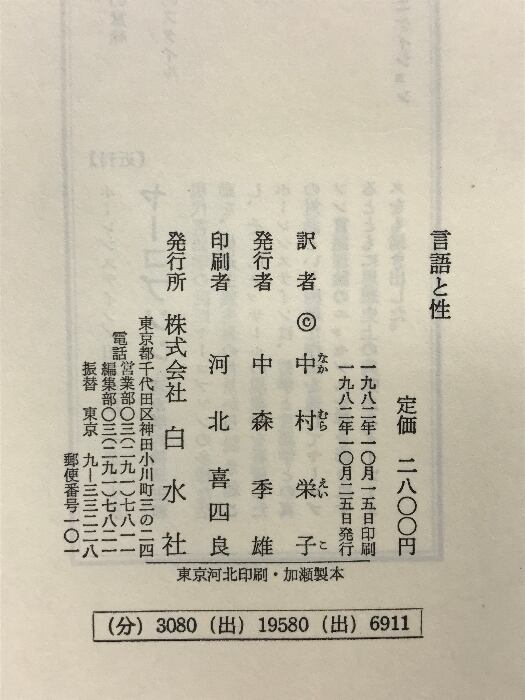 言語と性
定価 二八〇〇円
一九八二年一〇月一五日印刷
一九八二年一〇月二五日発行
訳者 © 中村栄子
なか むら えい こ
発行者 中森季雄
印刷者 河北喜四良
発行所 株式会社 白水社
東京都千代田区神田小川町三の二四
電話 営業部〇三(二九一)七八一一
編集部〇三(二九一)七八二一
振替 東京 九―三三二二八
郵便番号一〇一
東京河北印刷・加瀬製本
(分) 3080 (出) 19580 (出) 6911